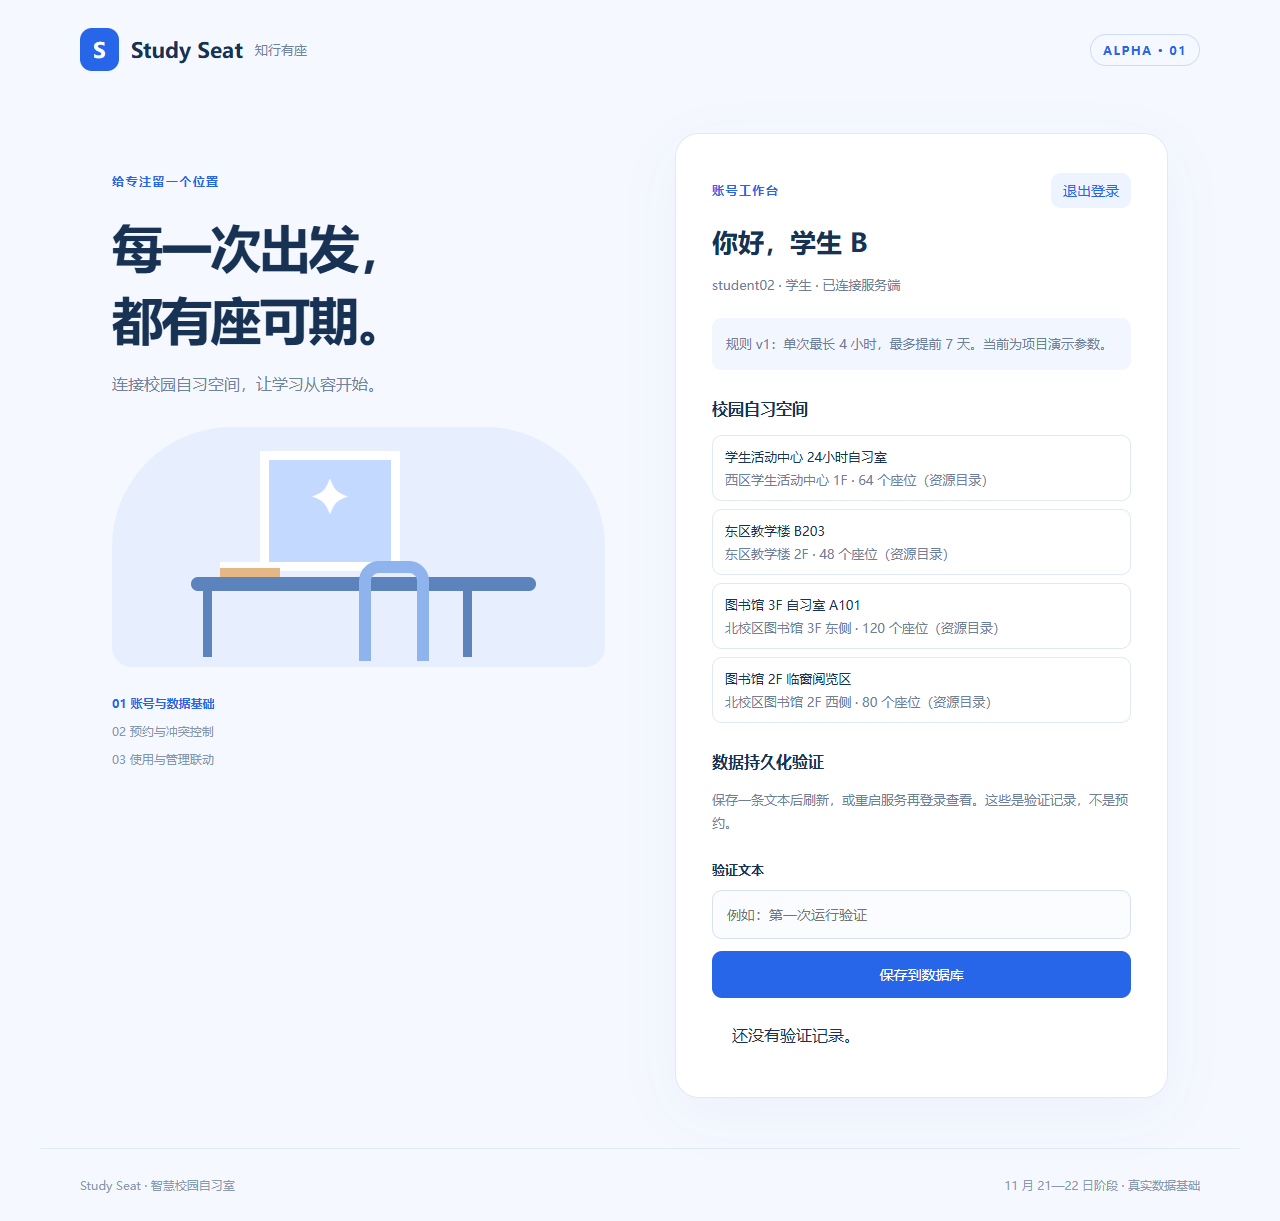 S Study Seat 知行有座
ALPHA • 01
给专注留一个位置
每一次出发，
都有座可期。
连接校园自习空间，让学习从容开始。
01 账号与数据基础
02 预约与冲突控制
03 使用与管理联动
账号工作台
退出登录
你好，学生 B
student02 · 学生 · 已连接服务端
规则 v1：单次最长 4 小时，最多提前 7 天。当前为项目演示参数。
校园自习空间
学生活动中心 24小时自习室
西区学生活动中心 1F · 64 个座位（资源目录）
东区教学楼 B203
东区教学楼 2F · 48 个座位（资源目录）
图书馆 3F 自习室 A101
北校区图书馆 3F 东侧 · 120 个座位（资源目录）
图书馆 2F 临窗阅览区
北校区图书馆 2F 西侧 · 80 个座位（资源目录）
数据持久化验证
保存一条文本后刷新，或重启服务再登录查看。这些是验证记录，不是预
约。
验证文本
例如：第一次运行验证
保存到数据库
还没有验证记录。
Study Seat · 智慧校园自习室
11 月 21—22 日阶段 · 真实数据基础